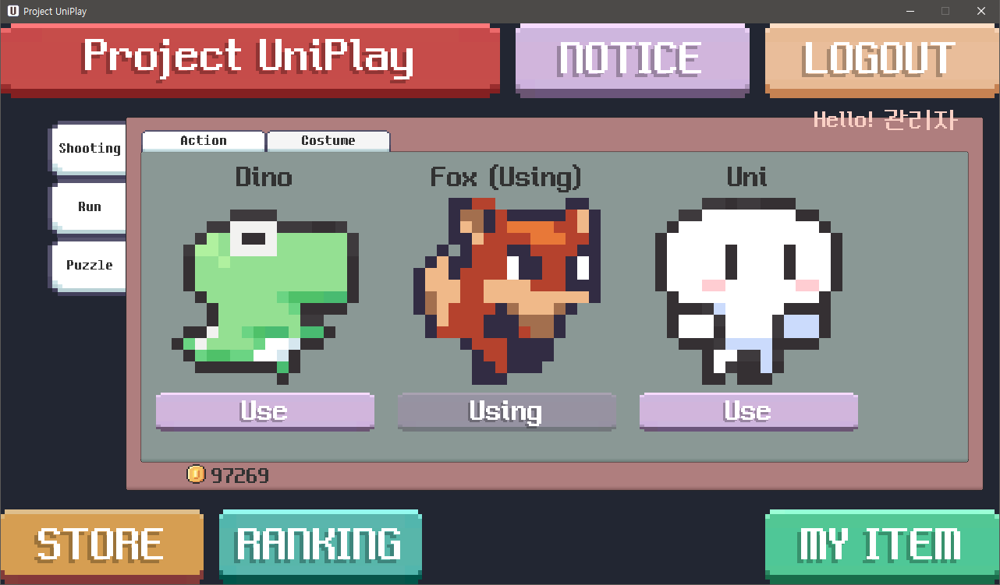 Project UniPlay
Project UniPlay
NOTICE
LOGOUT
Hello! 관리자
Shooting
Run
Puzzle
Action
Costume
Dino
Fox (Using)
Uni
Use
Using
Use
97269
STORE
RANKING
MY ITEM